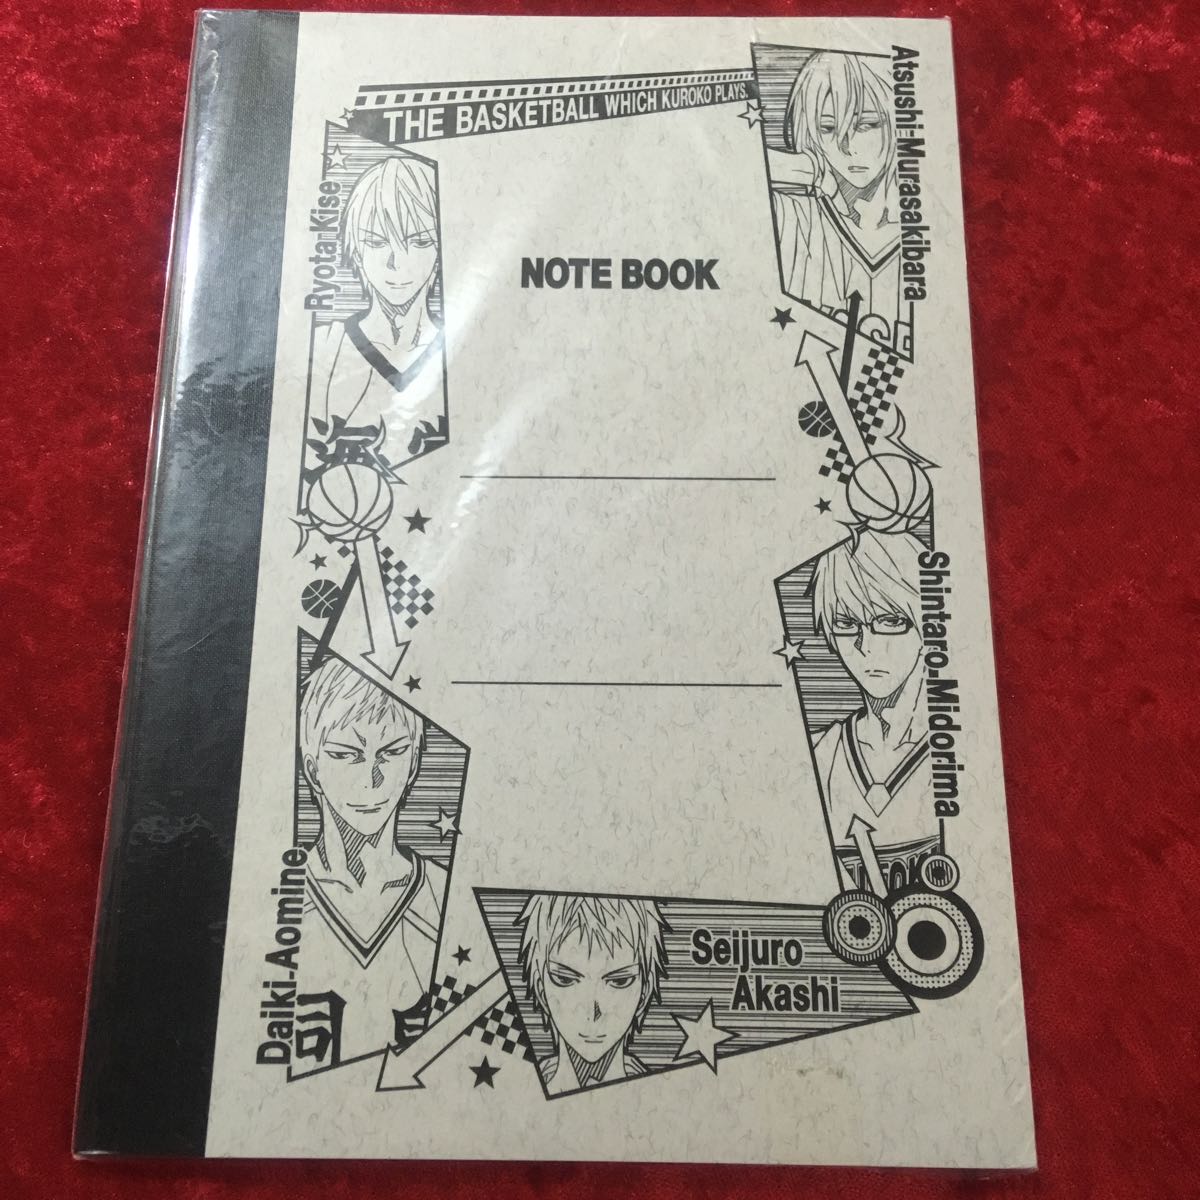 THE BASKETBALL WHICH KUROKO PLAYS.
Atsushi Murasakibara
Ryota Kise
NOTE BOOK
Shintaro Midorima
Daiki Aomine
Seijuro
Akashi